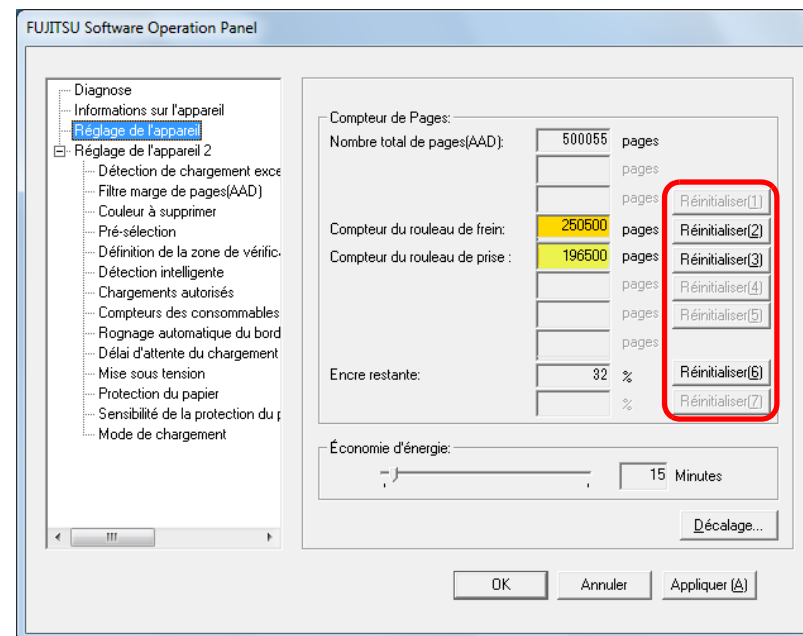 FUJITSU Software Operation Panel
Diagnose
Informations sur l'appareil
Réglage de l'appareil
Réglage de l'appareil 2
Détection de chargement exce
Filtre marge de pages(AAD)
Couleur à supprimer
Pré-sélection
Définition de la zone de vérific
Détection intelligente
Chargements autorisés
Compteurs des consommables
Rognage automatique du bord
Délai d'attente du chargement
Mise sous tension
Protection du papier
Sensibilité de la protection du p
Mode de chargement
Compteur de Pages:
Nombre total de pages(AAD): 500055 pages
pages
pages Réinitialiser(1)
Compteur du rouleau de frein: 250500 pages Réinitialiser(2)
Compteur du rouleau de prise : 196500 pages Réinitialiser(3)
pages Réinitialiser(4)
pages Réinitialiser(5)
pages
Encre restante: 32 % Réinitialiser(6)
% Réinitialiser(7)
Économie d'énergie:
15 Minutes
Décalage...
OK Annuler Appliquer (A)